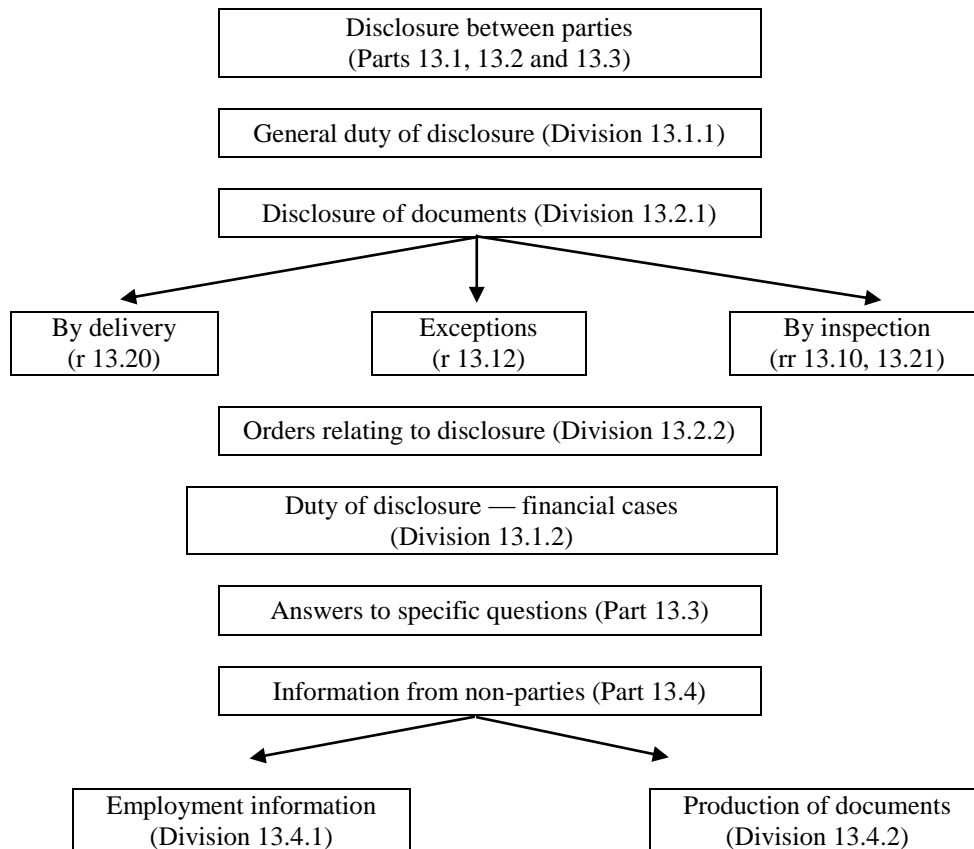 Disclosure between parties
(Parts 13.1, 13.2 and 13.3)
General duty of disclosure (Division 13.1.1)
Disclosure of documents (Division 13.2.1)
By delivery
(r 13.20)
Exceptions
(r 13.12)
By inspection
(rr 13.10, 13.21)
Orders relating to disclosure (Division 13.2.2)
Duty of disclosure — financial cases
(Division 13.1.2)
Answers to specific questions (Part 13.3)
Information from non-parties (Part 13.4)
Employment information
(Division 13.4.1)
Production of documents
(Division 13.4.2)